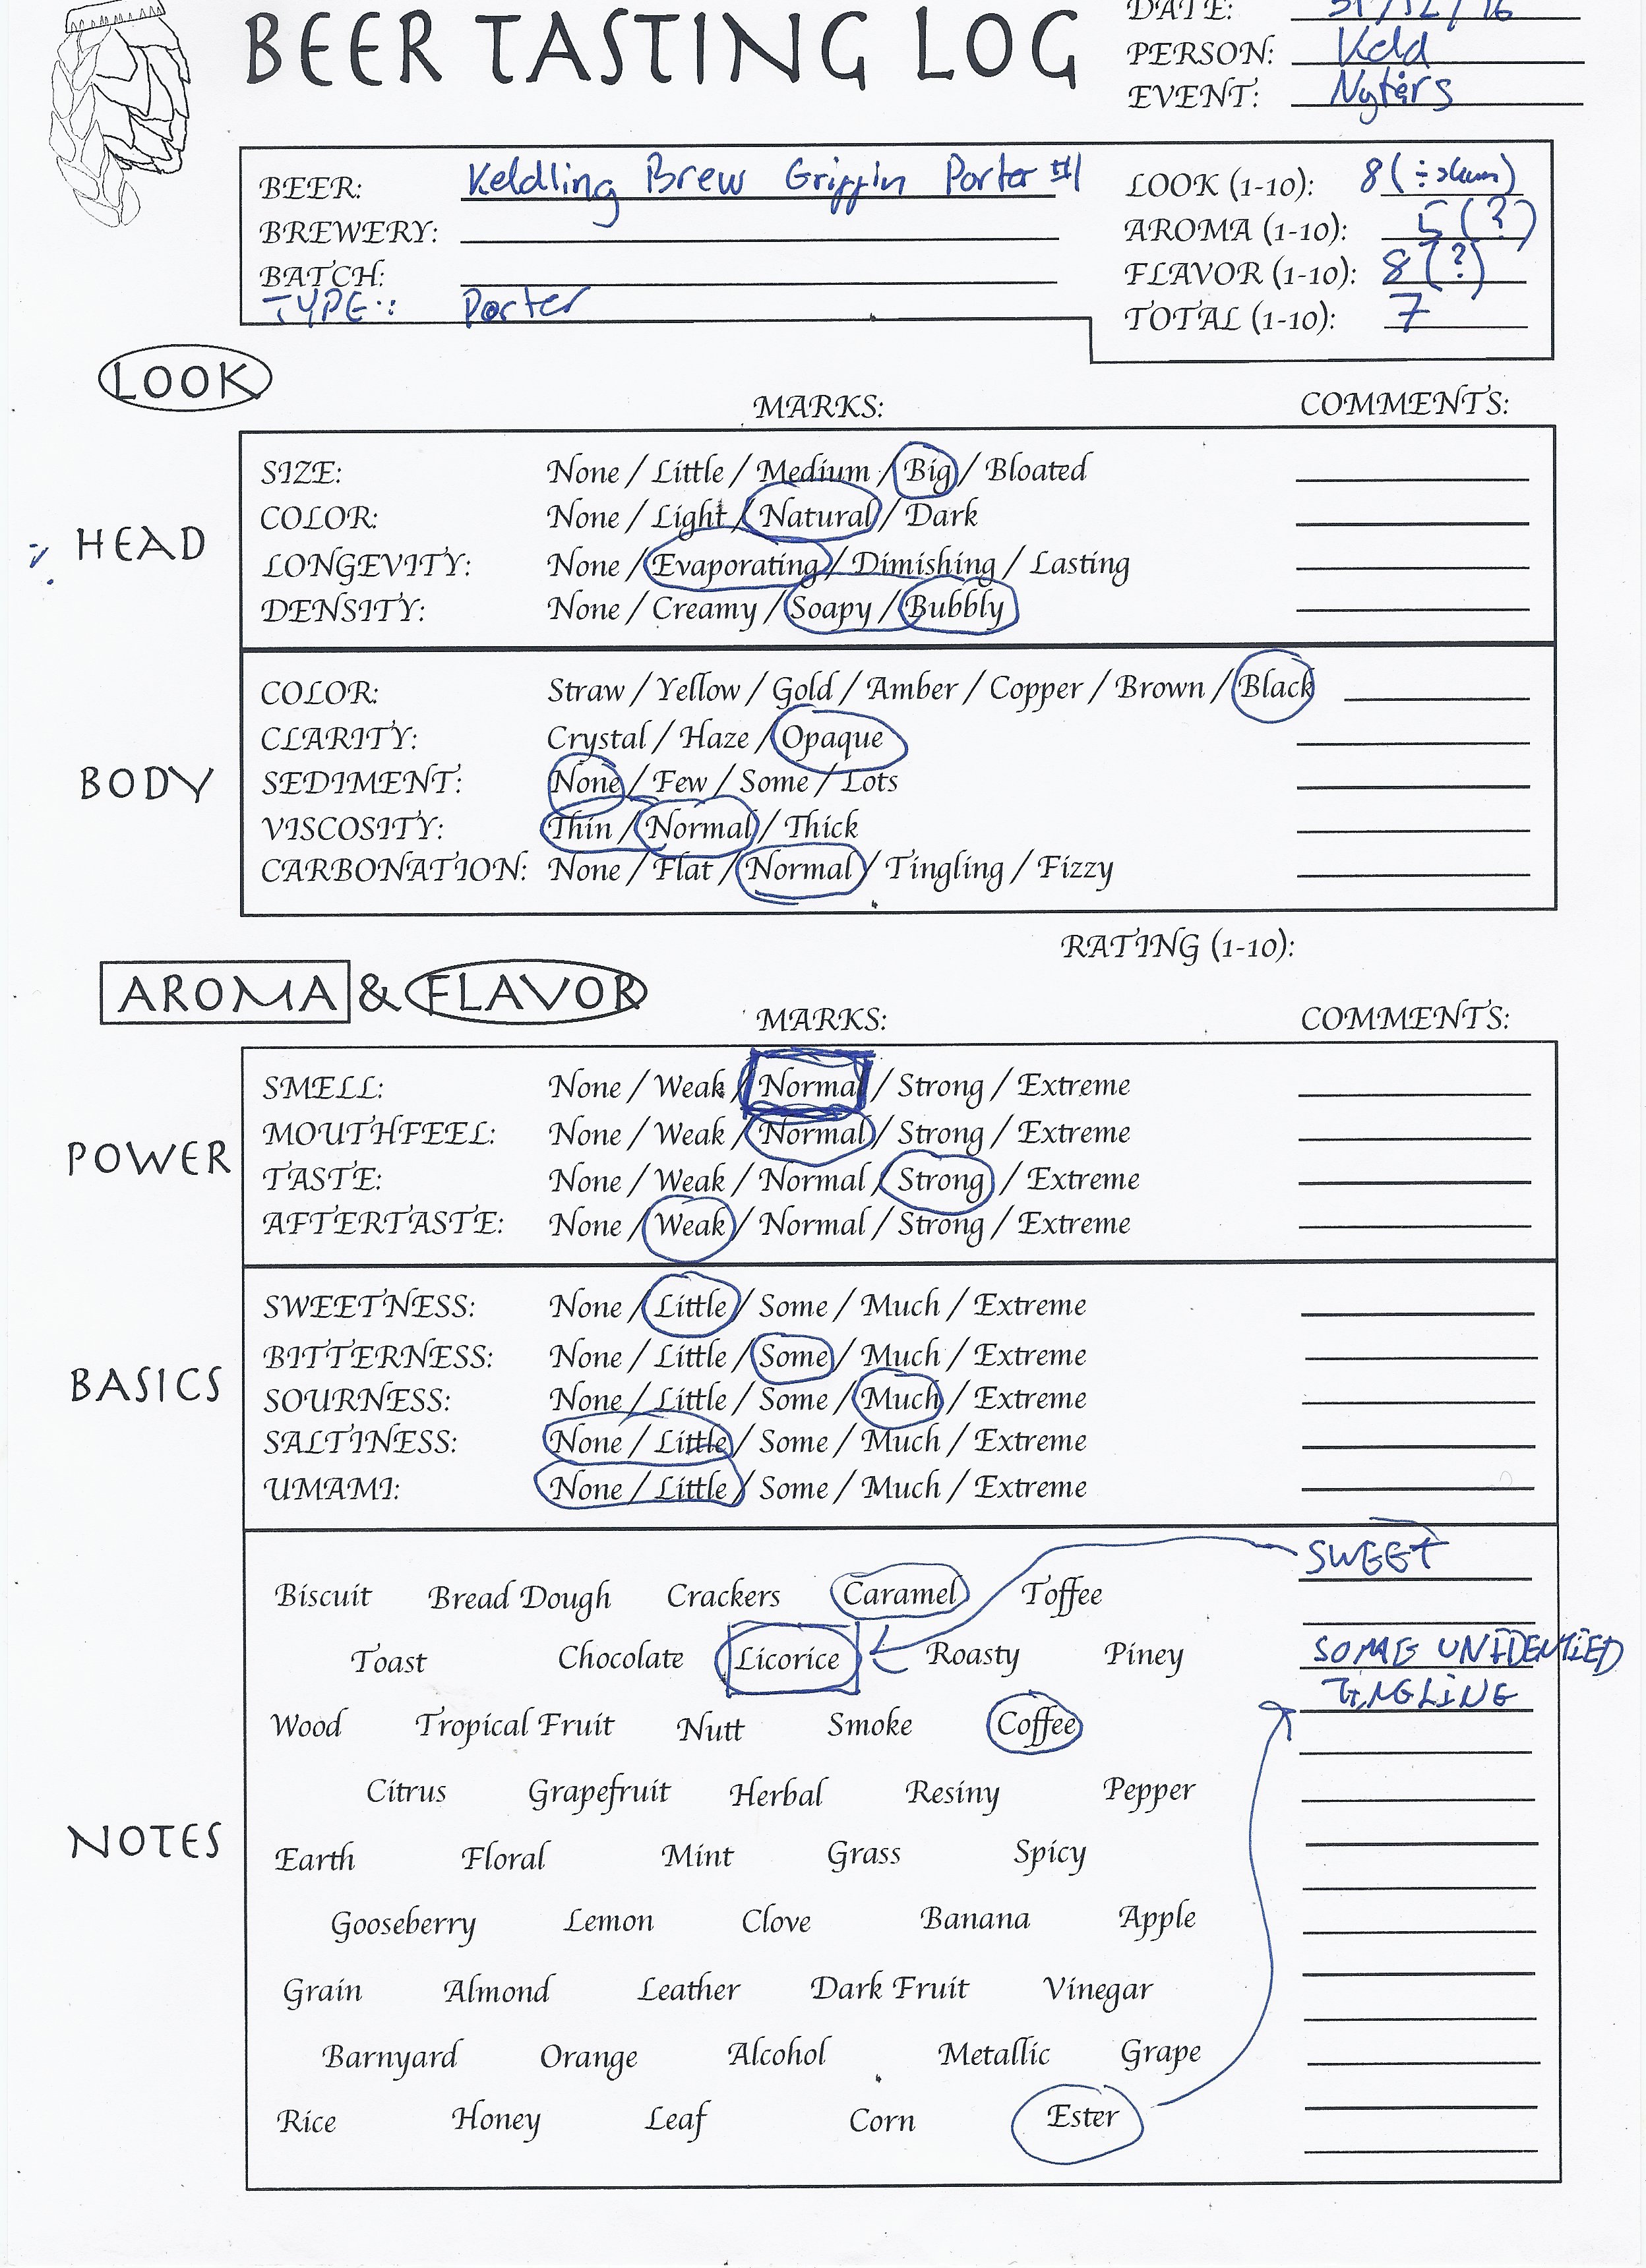 BEER TASTING LOG
DATE: 31/12/16
PERSON: Keld
EVENT: Nytårs
BEER: Keldling Brew Griffin Porter #1
BREWERY:
BATCH:
TYPE: Porter
LOOK (1-10): 8 (÷skum)
AROMA (1-10): 5 (?)
FLAVOR (1-10): 8 (?)
TOTAL (1-10): 7
LOOK
MARKS: COMMENTS:
HEAD
SIZE: None / Little / Medium / Big / Bloated
COLOR: None / Light / Natural / Dark
LONGEVITY: None / Evaporating / Dimishing / Lasting
DENSITY: None / Creamy / Soapy / Bubbly
BODY
COLOR: Straw / Yellow / Gold / Amber / Copper / Brown / Black
CLARITY: Crystal / Haze / Opaque
SEDIMENT: None / Few / Some / Lots
VISCOSITY: Thin / Normal / Thick
CARBONATION: None / Flat / Normal / Tingling / Fizzy
RATING (1-10):
AROMA & FLAVOR
MARKS: COMMENTS:
POWER
SMELL: None / Weak / Normal / Strong / Extreme
MOUTHFEEL: None / Weak / Normal / Strong / Extreme
TASTE: None / Weak / Normal / Strong / Extreme
AFTERTASTE: None / Weak / Normal / Strong / Extreme
BASICS
SWEETNESS: None / Little / Some / Much / Extreme
BITTERNESS: None / Little / Some / Much / Extreme
SOURNESS: None / Little / Some / Much / Extreme
SALTINESS: None / Little / Some / Much / Extreme
UMAMI: None / Little / Some / Much / Extreme
NOTES
SWEET
Biscuit Bread Dough Crackers Caramel Toffee
Toast Chocolate Licorice Roasty Piney
SOME UNIDENTIED
TINGLING
Wood Tropical Fruit Nutt Smoke Coffee
Citrus Grapefruit Herbal Resiny Pepper
Earth Floral Mint Grass Spicy
Gooseberry Lemon Clove Banana Apple
Grain Almond Leather Dark Fruit Vinegar
Barnyard Orange Alcohol Metallic Grape
Rice Honey Leaf Corn Ester